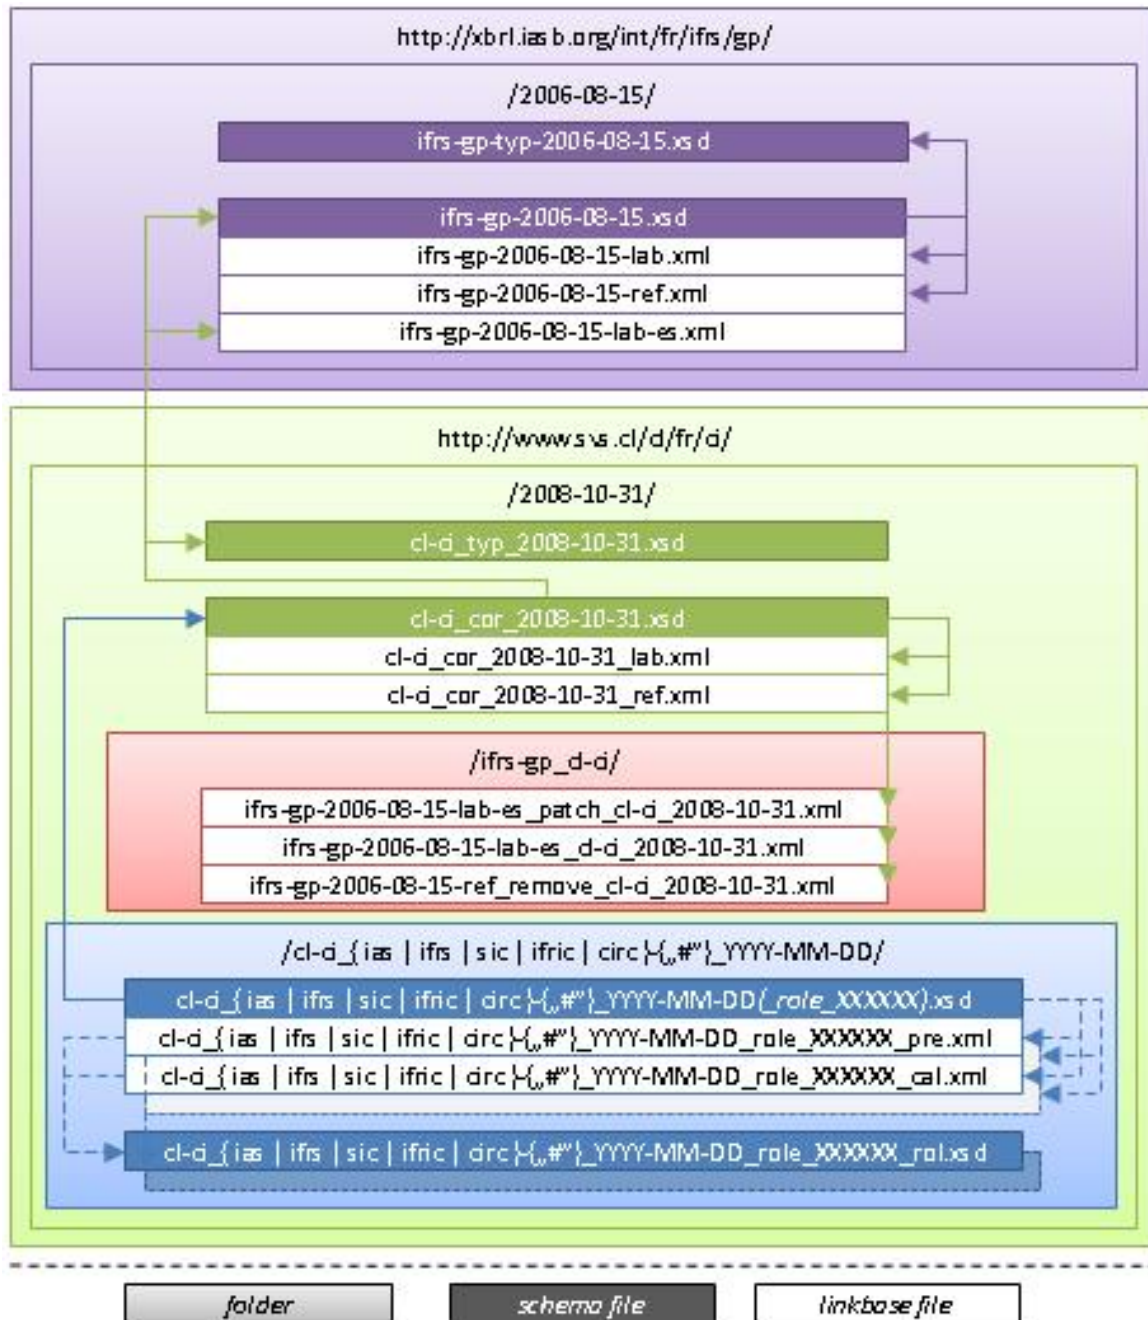 http://xbrl.iasb.org/int/fr/ifrs/gp/
/2006-08-15/
ifrs-gp-typ-2006-08-15.xsd
ifrs-gp-2006-08-15.xsd
ifrs-gp-2006-08-15-lab.xml
ifrs-gp-2006-08-15-ref.xml
ifrs-gp-2006-08-15-lab-es.xml
http://www.svs.cl/cl/fr/ci/
/2008-10-31/
cl-ci_typ_2008-10-31.xsd
cl-ci_cor_2008-10-31.xsd
cl-ci_cor_2008-10-31_lab.xml
cl-ci_cor_2008-10-31_ref.xml
/ifrs-gp_cl-ci/
ifrs-gp-2006-08-15-lab-es_patch_cl-ci_2008-10-31.xml
ifrs-gp-2006-08-15-lab-es_cl-ci_2008-10-31.xml
ifrs-gp-2006-08-15-ref_remove_cl-ci_2008-10-31.xml
/cl-ci_{ias | ifrs | sic | ifric | circ}-{„#”}_YYYY-MM-DD/
cl-ci_{ias | ifrs | sic | ifric | circ}-{„#”}_YYYY-MM-DD(_role_XXXXXX).xsd
cl-ci_{ias | ifrs | sic | ifric | circ}-{„#”}_YYYY-MM-DD_role_XXXXXX_pre.xml
cl-ci_{ias | ifrs | sic | ifric | circ}-{„#”}_YYYY-MM-DD_role_XXXXXX_cal.xml
cl-ci_{ias | ifrs | sic | ifric | circ}-{„#”}_YYYY-MM-DD_role_XXXXXX_rol.xsd
folder
schema file
linkbase file